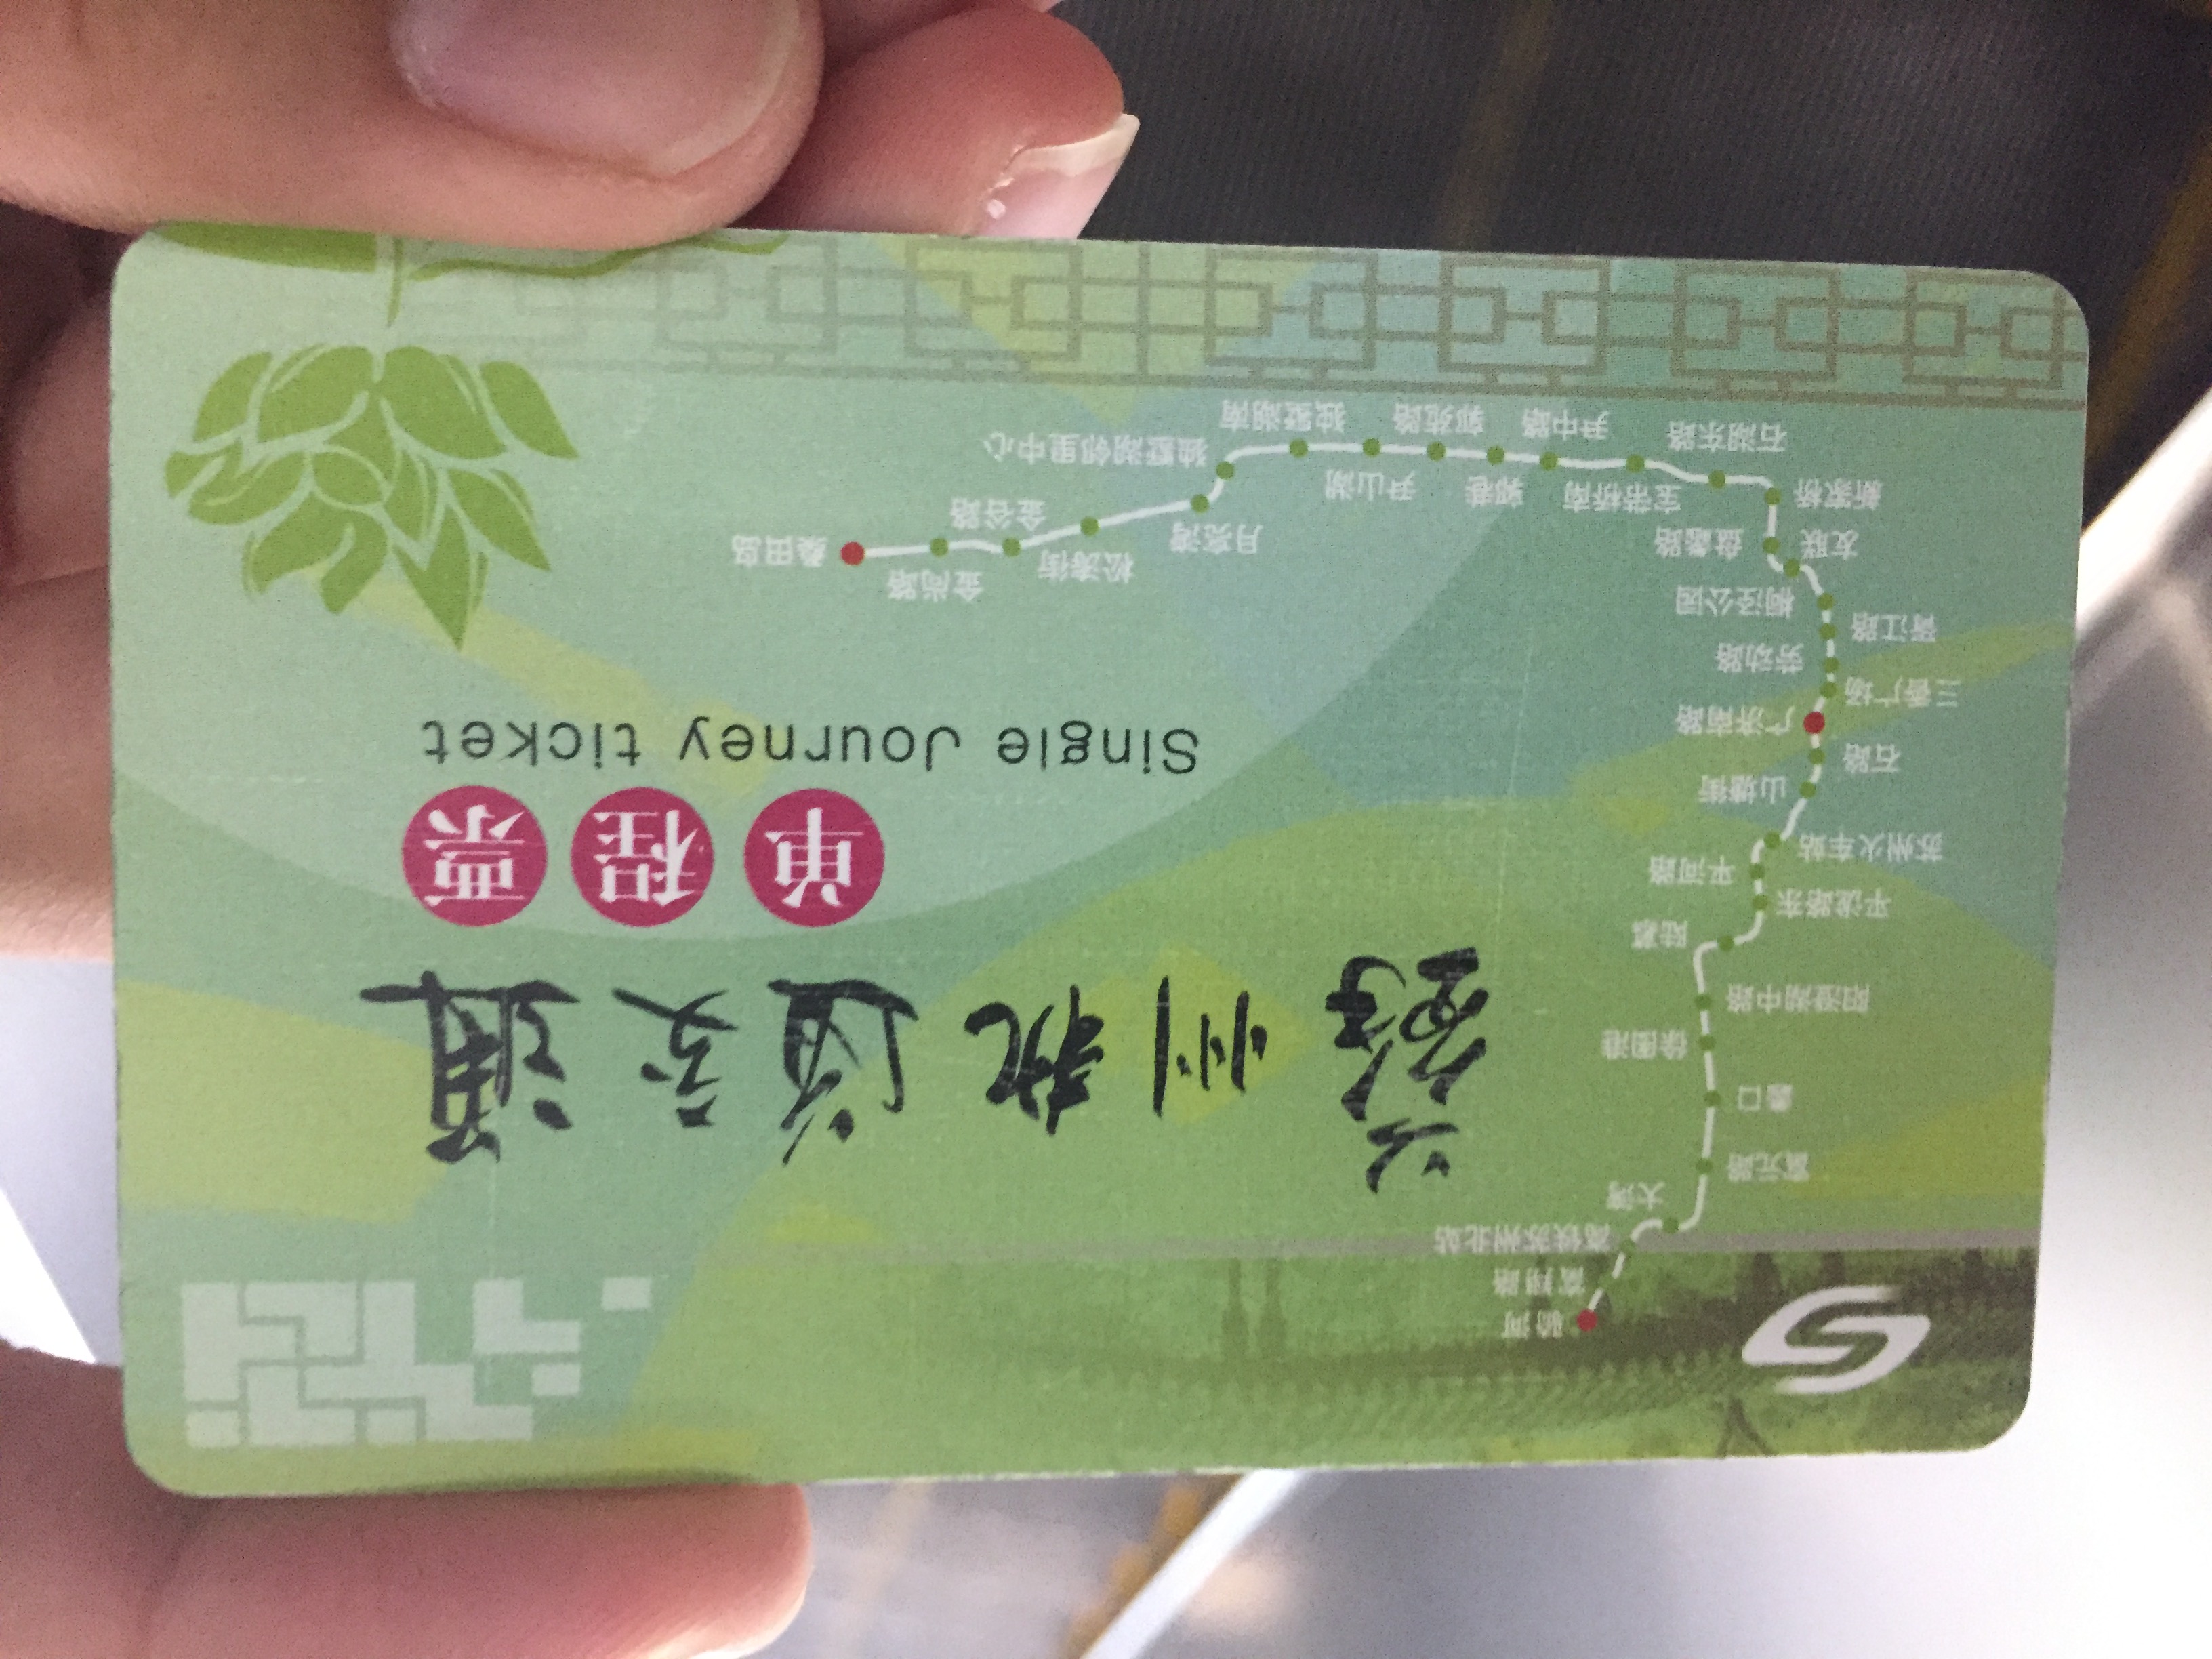 骑河
富翔路
高铁苏州北站
大湾
富元路
蠡口
徐图港
阳澄湖中路
陆慕
平泷路东
平河路
苏州火车站
山塘街
石路
广济南路
三香广场
劳动路
胥江路
桐泾公园
友联
盘蠡路
新家桥
石湖东路
宝带桥南
尹中路
郭巷
郭苑路
尹山湖
独墅湖南
独墅湖邻里中心
月亮湾
松涛街
金谷路
金尚路
桑田岛
蘇州軌道交通
单程票
Single Journey ticket